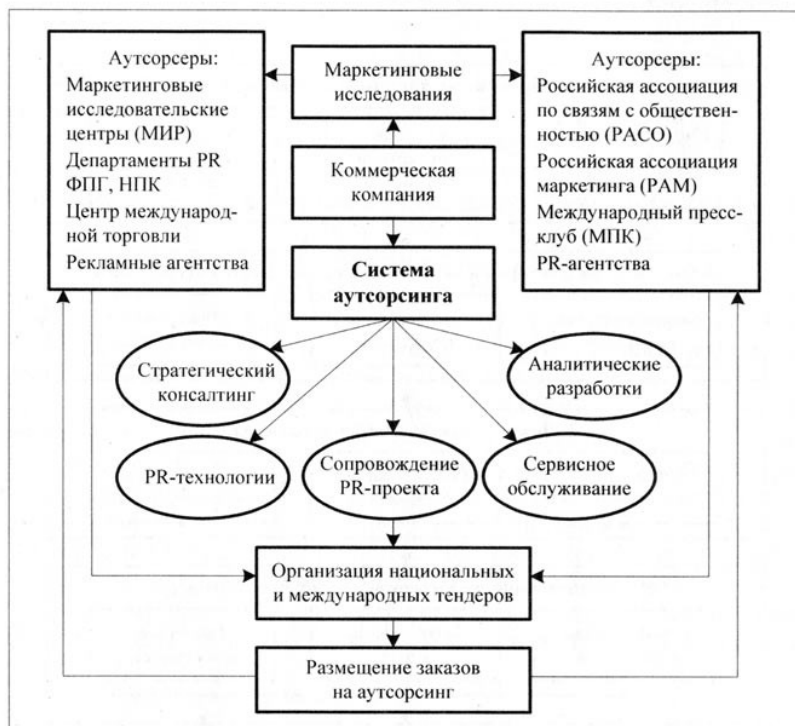 Аутсорсеры:
Маркетинговые
исследовательские
центры (МИР)
Департаменты PR
ФПГ, НПК
Центр международ-
ной торговли
Рекламные агентства
Маркетинговые
исследования
Коммерческая
компания
Система
аутсорсинга
Аутсорсеры:
Российская ассоциация
по связям с обществен-
ностью (РАСО)
Российская ассоциация
маркетинга (РАМ)
Международный пресс-
клуб (МПК)
PR-агентства
Стратегический
консалтинг
Аналитические
разработки
PR-технологии
Сопровождение
PR-проекта
Сервисное
обслуживание
Организация национальных
и международных тендеров
Размещение заказов
на аутсорсинг